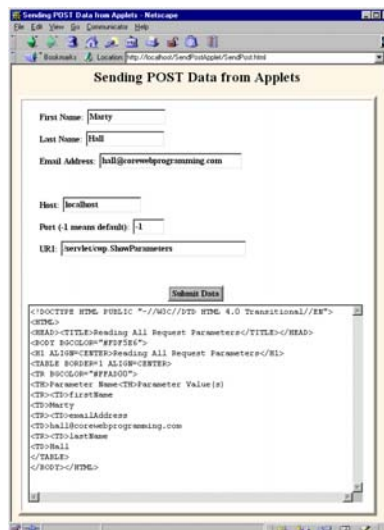 Sending POST Data from Applets - Netscape
File Edit View Go Communicator Help
Bookmarks Location: http://localhost/SendPostApplet/SendPost.html
Sending POST Data from Applets
First Name: Marty
Last Name: Hall
Email Address: hall@corewebprogramming.com
Host: localhost
Port (-1 means default): -1
URI: /servlet/cwp.ShowParameters
Submit Data
<!DOCTYPE HTML PUBLIC "-//W3C//DTD HTML 4.0 Transitional//EN">
<HTML>
<HEAD><TITLE>Reading All Request Parameters</TITLE></HEAD>
<BODY BGCOLOR="#FDF5E6">
<H1 ALIGN=CENTER>Reading All Request Parameters</H1>
<TABLE BORDER=1 ALIGN=CENTER>
<TR BGCOLOR="#FFAD00">
<TH>Parameter Name<TH>Parameter Value(s)
<TR><TD>firstName
<TD>Marty
<TR><TD>emailAddress
<TD>hall@corewebprogramming.com
<TR><TD>lastName
<TD>Hall
</TABLE>
</BODY></HTML>